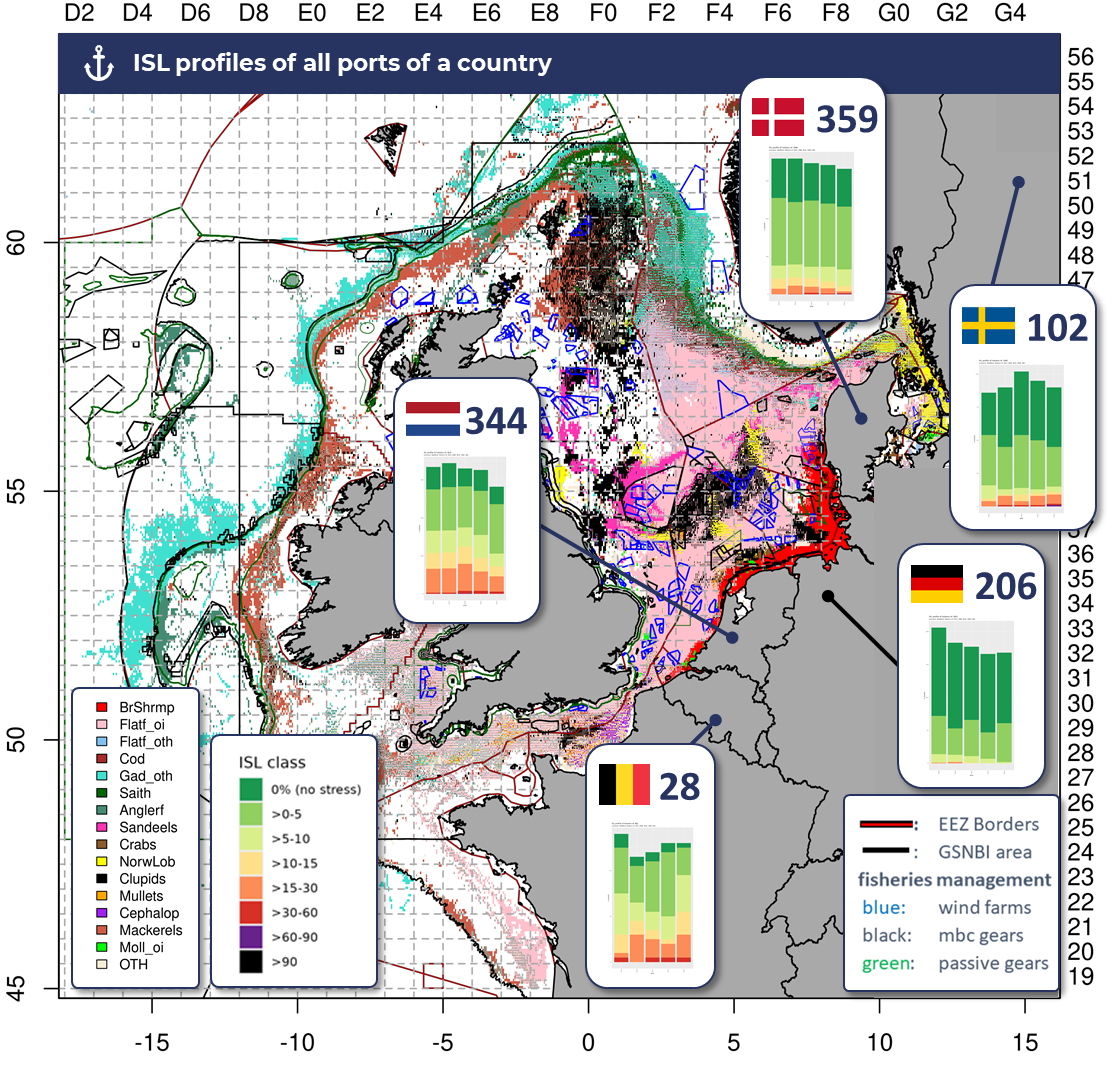 D2 D4 D6 D8 E0 E2 E4 E6 E8 F0 F2 F4 F6 F8 G0 G2 G4
ISL profiles of all ports of a country
56
55
54
53
52
51
50
49
48
47
37
36
35
34
33
32
31
30
29
28
27
26
25
24
23
22
21
20
19
60
55
50
45
359
102
344
206
28
BrShrmp
Flatf_oi
Flatf_oth
Cod
Gad_oth
Saith
Anglerf
Sandeels
Crabs
NorwLob
Clupids
Mullets
Cephalop
Mackerels
Moll_oi
OTH
ISL class
0% (no stress)
>0-5
>5-10
>10-15
>15-30
>30-60
>60-90
>90
: EEZ Borders
: GSNBI area
fisheries management
blue: wind farms
black: mbc gears
green: passive gears
-15 -10 -5 0 5 10 15